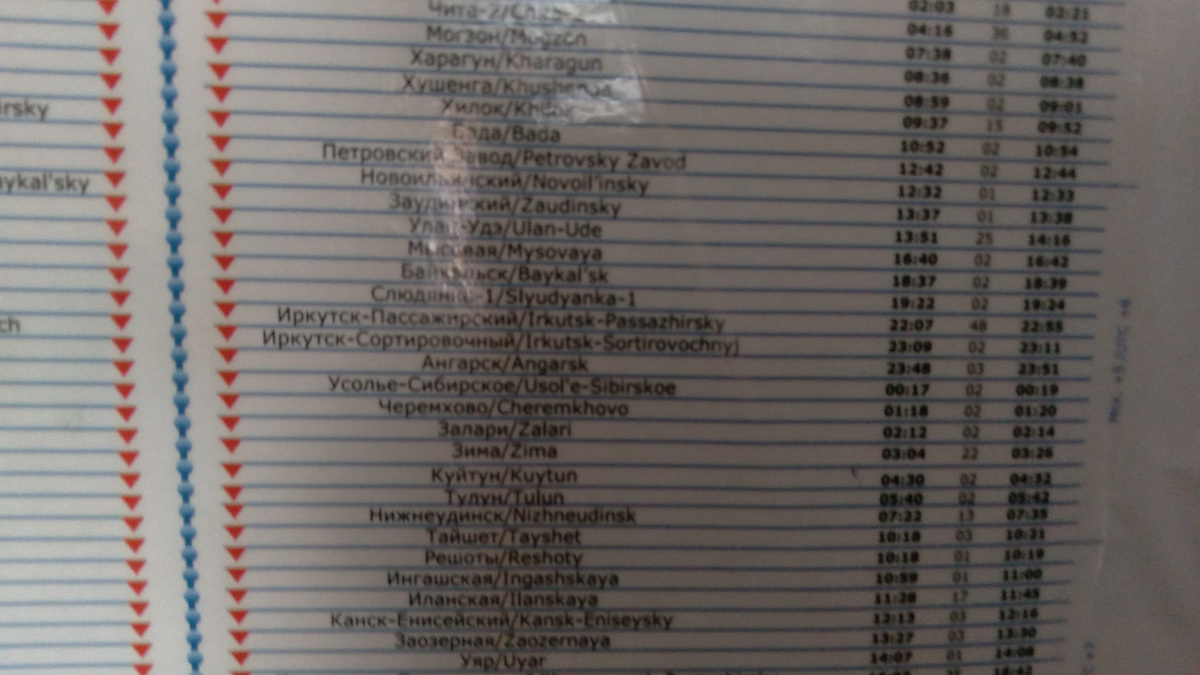 02:03 18 02:21
Чита-2/Chita-2 04:16 36 04:52
Могзон/Mogzon 07:38 02 07:40
Харагун/Kharagun 08:36 02 08:38
Хушенга/Khushenga 08:59 02 09:01
irsky
Хилок/Khilok 09:37 15 09:52
Бада/Bada 10:52 02 10:54
Петровский Завод/Petrovsky Zavod 12:42 02 12:44
aykal'sky
Новоильинский/Novoil'insky 12:32 01 12:33
Заудинский/Zaudinsky 13:37 01 13:38
Улан-Удэ/Ulan-Ude 13:51 25 14:16
Мысовая/Mysovaya 16:40 02 16:42
Байкальск/Baykal'sk 18:37 02 18:39
Слюдянка-1/Slyudyanka-1 19:22 02 19:24
ch
Иркутск-Пассажирский/Irkutsk-Passazhirsky 22:07 48 22:55
Иркутск-Сортировочный/Irkutsk-Sortirovochnyj 23:09 02 23:11
Ангарск/Angarsk 23:48 03 23:51
Усолье-Сибирское/Usol'e-Sibirskoe 00:17 02 00:19
Черемхово/Cheremkhovo 01:18 02 01:20
Залари/Zalari 02:12 02 02:14
Зима/Zima 03:04 22 03:26
Куйтун/Kuytun 04:30 02 04:32
Тулун/Tulun 05:40 02 05:42
Нижнеудинск/Nizhneudinsk 07:22 13 07:35
Тайшет/Tayshet 10:18 03 10:21
Решоты/Reshoty 10:18 01 10:19
Ингашская/Ingashskaya 10:59 01 11:00
Иланская/Ilanskaya 11:28 17 11:45
Канск-Енисейский/Kansk-Eniseysky 12:13 03 12:16
Заозерная/Zaozernaya 13:27 03 13:30
Уяр/Uyar 14:07 01 14:08